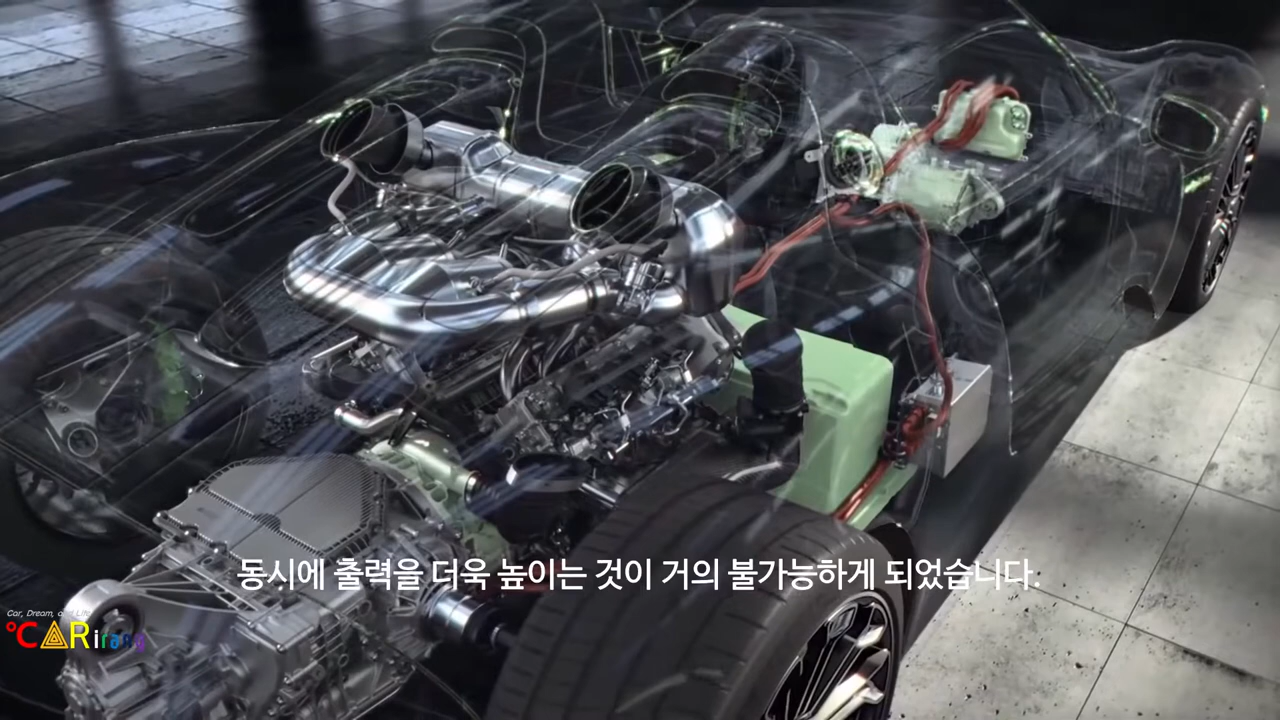 동시에 출력을 더욱 높이는 것이 거의 불가능하게 되었습니다.
Car, Dream, and Life
°CARirang